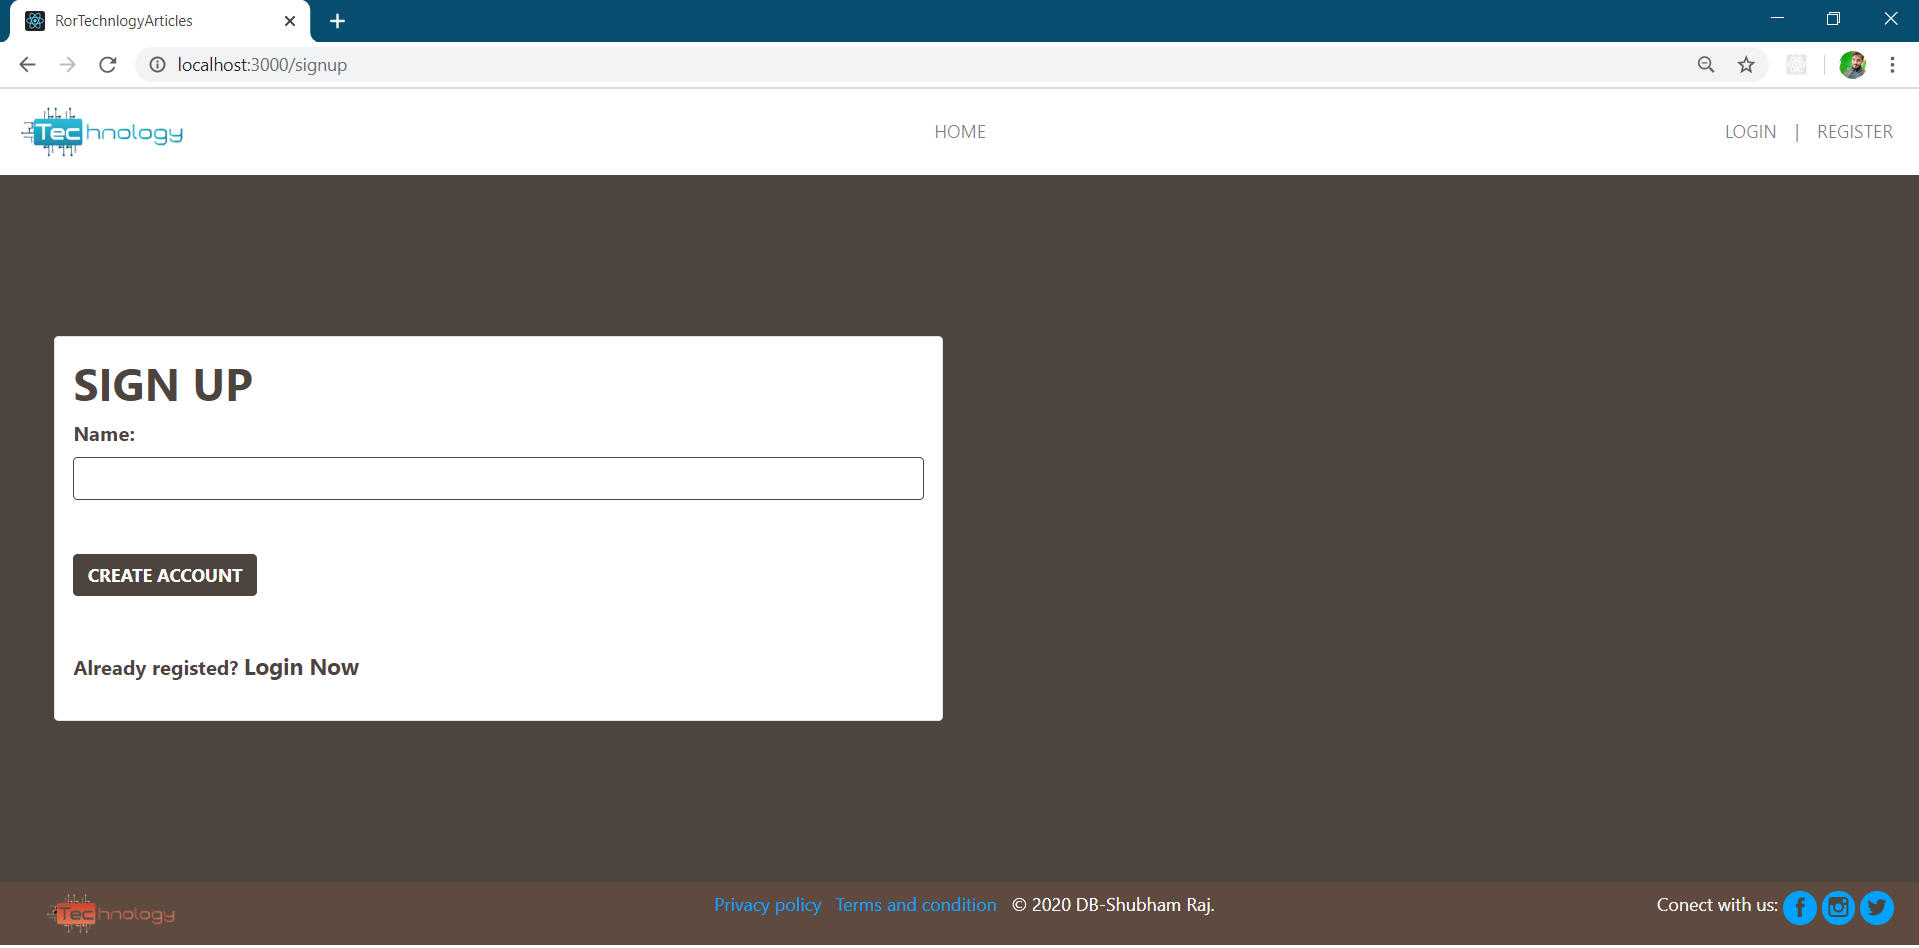 RorTechnlogyArticles
localhost:3000/signup
Technology
HOME
LOGIN | REGISTER
SIGN UP
Name:
CREATE ACCOUNT
Already registed? Login Now
Technology
Privacy policy Terms and condition © 2020 DB-Shubham Raj.
Conect with us: